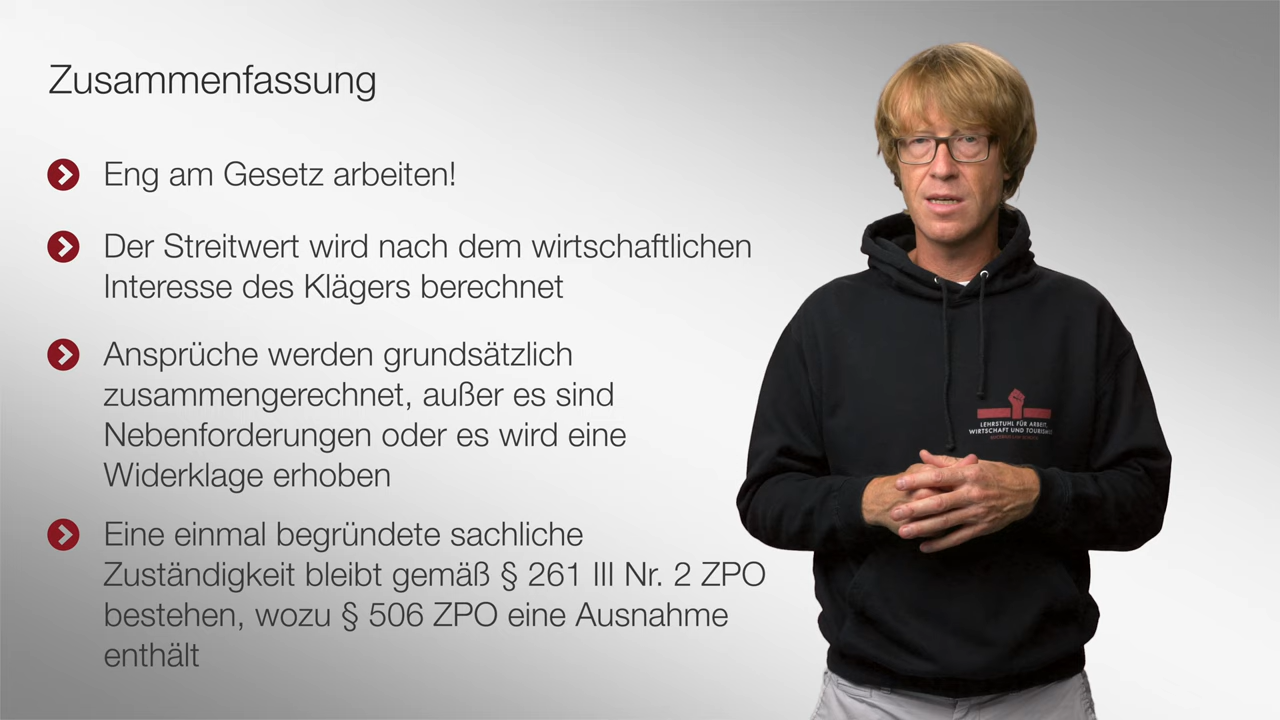 Zusammenfassung
Eng am Gesetz arbeiten!
Der Streitwert wird nach dem wirtschaftlichen
Interesse des Klägers berechnet
Ansprüche werden grundsätzlich
zusammengerechnet, außer es sind
Nebenforderungen oder es wird eine
Widerklage erhoben
Eine einmal begründete sachliche
Zuständigkeit bleibt gemäß § 261 III Nr. 2 ZPO
bestehen, wozu § 506 ZPO eine Ausnahme
enthält
LEHRSTUHL FÜR ARBEIT,
WIRTSCHAFT UND TOURISMUS